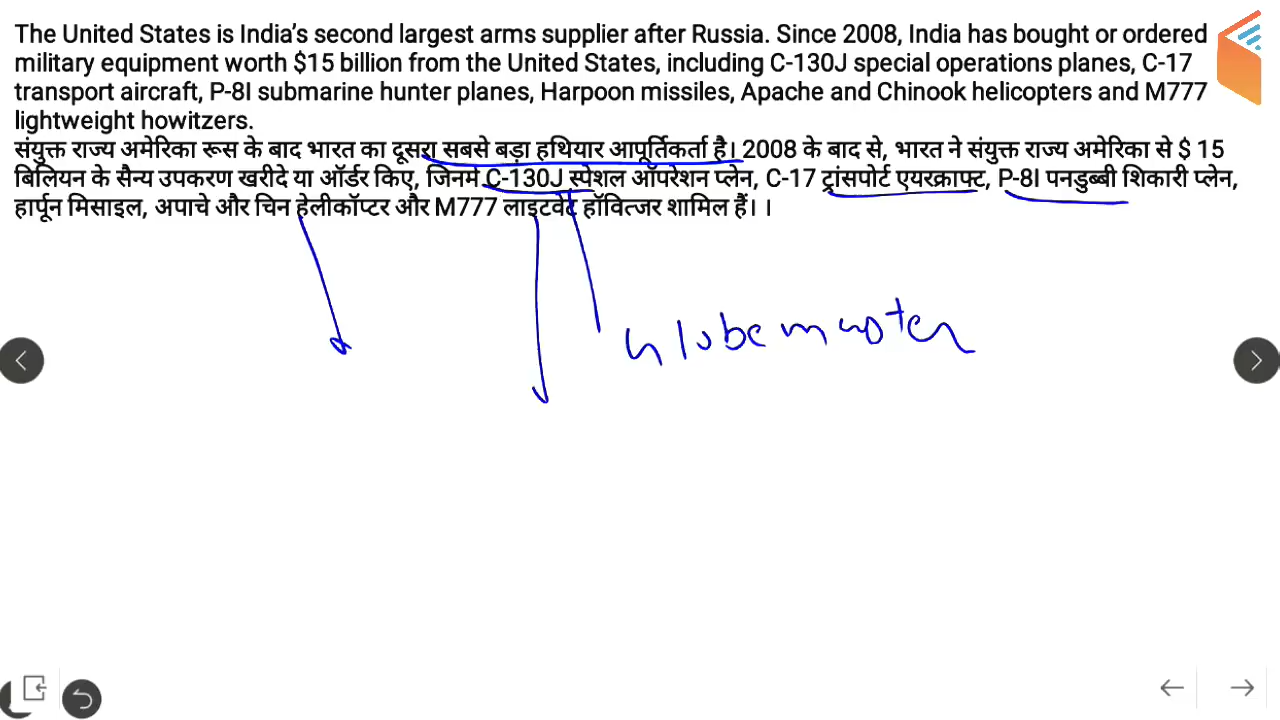 The United States is India's second largest arms supplier after Russia. Since 2008, India has bought or ordered
military equipment worth $15 billion from the United States, including C-130J special operations planes, C-17
transport aircraft, P-8I submarine hunter planes, Harpoon missiles, Apache and Chinook helicopters and M777
lightweight howitzers.
संयुक्त राज्य अमेरिका रूस के बाद भारत का दूसरा सबसे बड़ा हथियार आपूर्तिकर्ता है। 2008 के बाद से, भारत ने संयुक्त राज्य अमेरिका से $ 15
बिलियन के सैन्य उपकरण खरीदे या ऑर्डर किए, जिनमें C-130J स्पेशल ऑपरेशन प्लेन, C-17 ट्रांसपोर्ट एयरक्राफ्ट, P-8I पनडुब्बी शिकारी प्लेन,
हार्पून मिसाइल, अपाचे और चिन हेलीकॉप्टर और M777 लाइटवेट हॉवित्जर शामिल हैं। ।
Globemaster